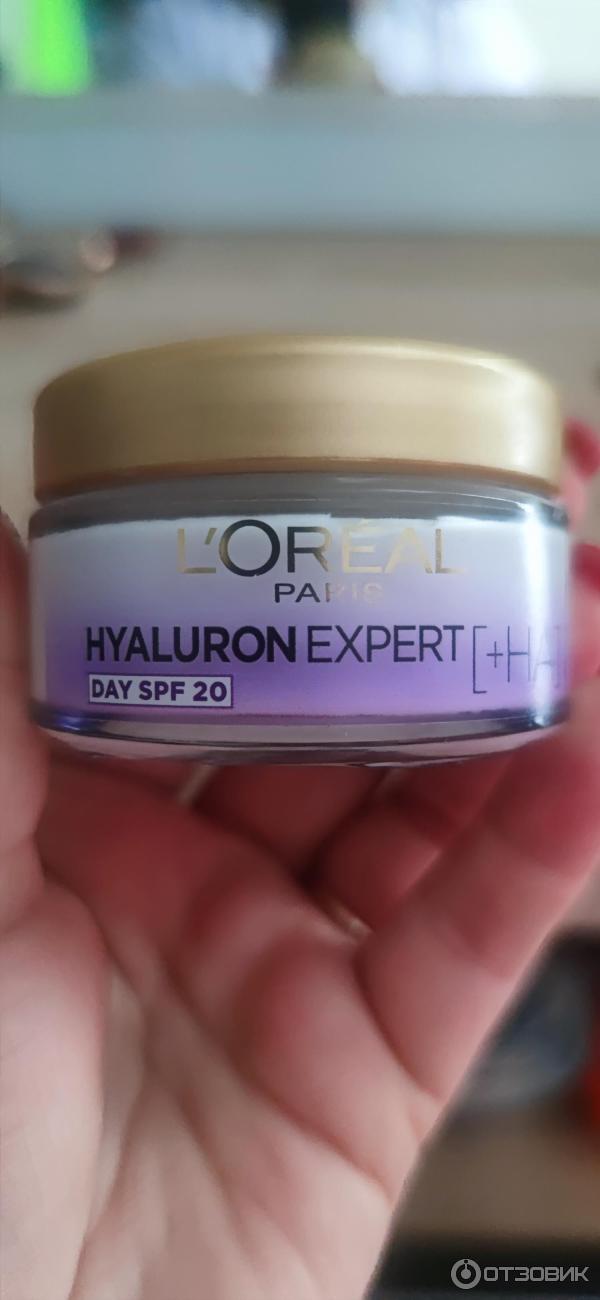 L'ORÉAL
PARIS
HYALURON EXPERT [+HA]
DAY SPF 20
ОТЗОВИК